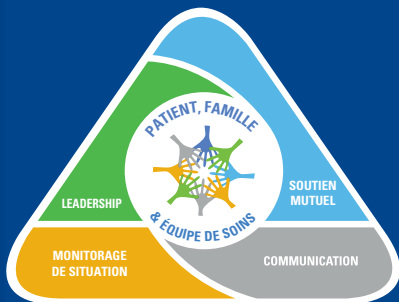 PATIENT, FAMILLE
& ÉQUIPE DE SOINS
LEADERSHIP
SOUTIEN
MUTUEL
MONITORAGE
DE SITUATION
COMMUNICATION